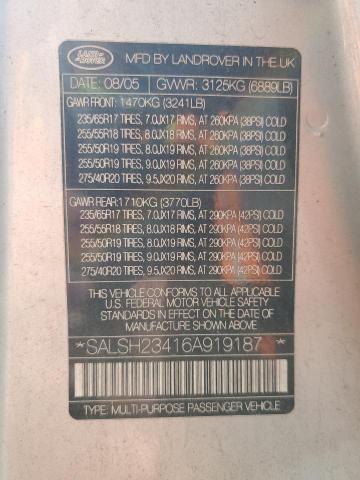 LAND
ROVER
MFD BY LANDROVER IN THE U.K
DATE: 08/05 GVWR: 3125KG (6889LB)
GAWR FRONT: 1470KG (3241LB)
235/65R17 TIRES, 7.0JX17 RIMS, AT 260KPA (38PSI) COLD
255/55R18 TIRES, 8.0JX18 RIMS, AT 260KPA (38PSI) COLD
255/50R19 TIRES, 8.0JX19 RIMS, AT 260KPA (38PSI) COLD
255/50R19 TIRES, 9.0JX19 RIMS, AT 260KPA (38PSI) COLD
275/40R20 TIRES, 9.5JX20 RIMS, AT 260KPA (38PSI) COLD
GAWR REAR:1710KG (3770LB)
235/65R17 TIRES, 7.0JX17 RIMS, AT 290KPA (42PSI) COLD
255/55R18 TIRES, 8.0JX18 RIMS, AT 290KPA (42PSI) COLD
255/50R19 TIRES, 8.0JX19 RIMS, AT 290KPA (42PSI) COLD
255/50R19 TIRES, 9.0JX19 RIMS, AT 290KPA (42PSI) COLD
275/40R20 TIRES, 9.5JX20 RIMS, AT 290KPA (42PSI) COLD
THIS VEHICLE CONFORMS TO ALL APPLICABLE
U.S. FEDERAL MOTOR VEHICLE SAFETY
STANDARDS IN EFFECT ON THE DATE OF
MANUFACTURE SHOWN ABOVE
*SALSH23416A919187*
TYPE: MULTI-PURPOSE PASSENGER VEHICLE